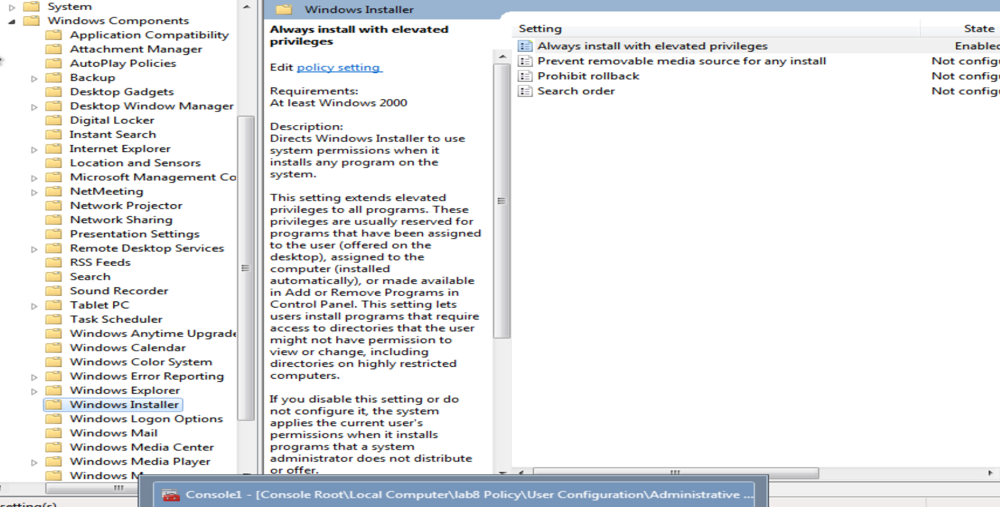 System
Windows Components
Application Compatibility
Attachment Manager
AutoPlay Policies
Backup
Desktop Gadgets
Desktop Window Manager
Digital Locker
Instant Search
Internet Explorer
Location and Sensors
Microsoft Management Co
NetMeeting
Network Projector
Network Sharing
Presentation Settings
Remote Desktop Services
RSS Feeds
Search
Sound Recorder
Tablet PC
Task Scheduler
Windows Anytime Upgrade
Windows Calendar
Windows Color System
Windows Error Reporting
Windows Explorer
Windows Installer
Windows Logon Options
Windows Mail
Windows Media Center
Windows Media Player
Windows M
Windows Installer
Always install with elevated
privileges
Edit policy setting
Requirements:
At least Windows 2000
Description:
Directs Windows Installer to use
system permissions when it
installs any program on the
system.
This setting extends elevated
privileges to all programs. These
privileges are usually reserved for
programs that have been assigned
to the user (offered on the
desktop), assigned to the
computer (installed
automatically), or made available
in Add or Remove Programs in
Control Panel. This setting lets
users install programs that require
access to directories that the user
might not have permission to
view or change, including
directories on highly restricted
computers.
If you disable this setting or do
not configure it, the system
applies the current user's
permissions when it installs
programs that a system
administrator does not distribute
or offer.
Setting State
Always install with elevated privileges Enabled
Prevent removable media source for any install Not configu
Prohibit rollback Not configu
Search order Not configu
Console1 - [Console Root\Local Computer\lab8 Policy\User Configuration\Administrative ...
setting(s)